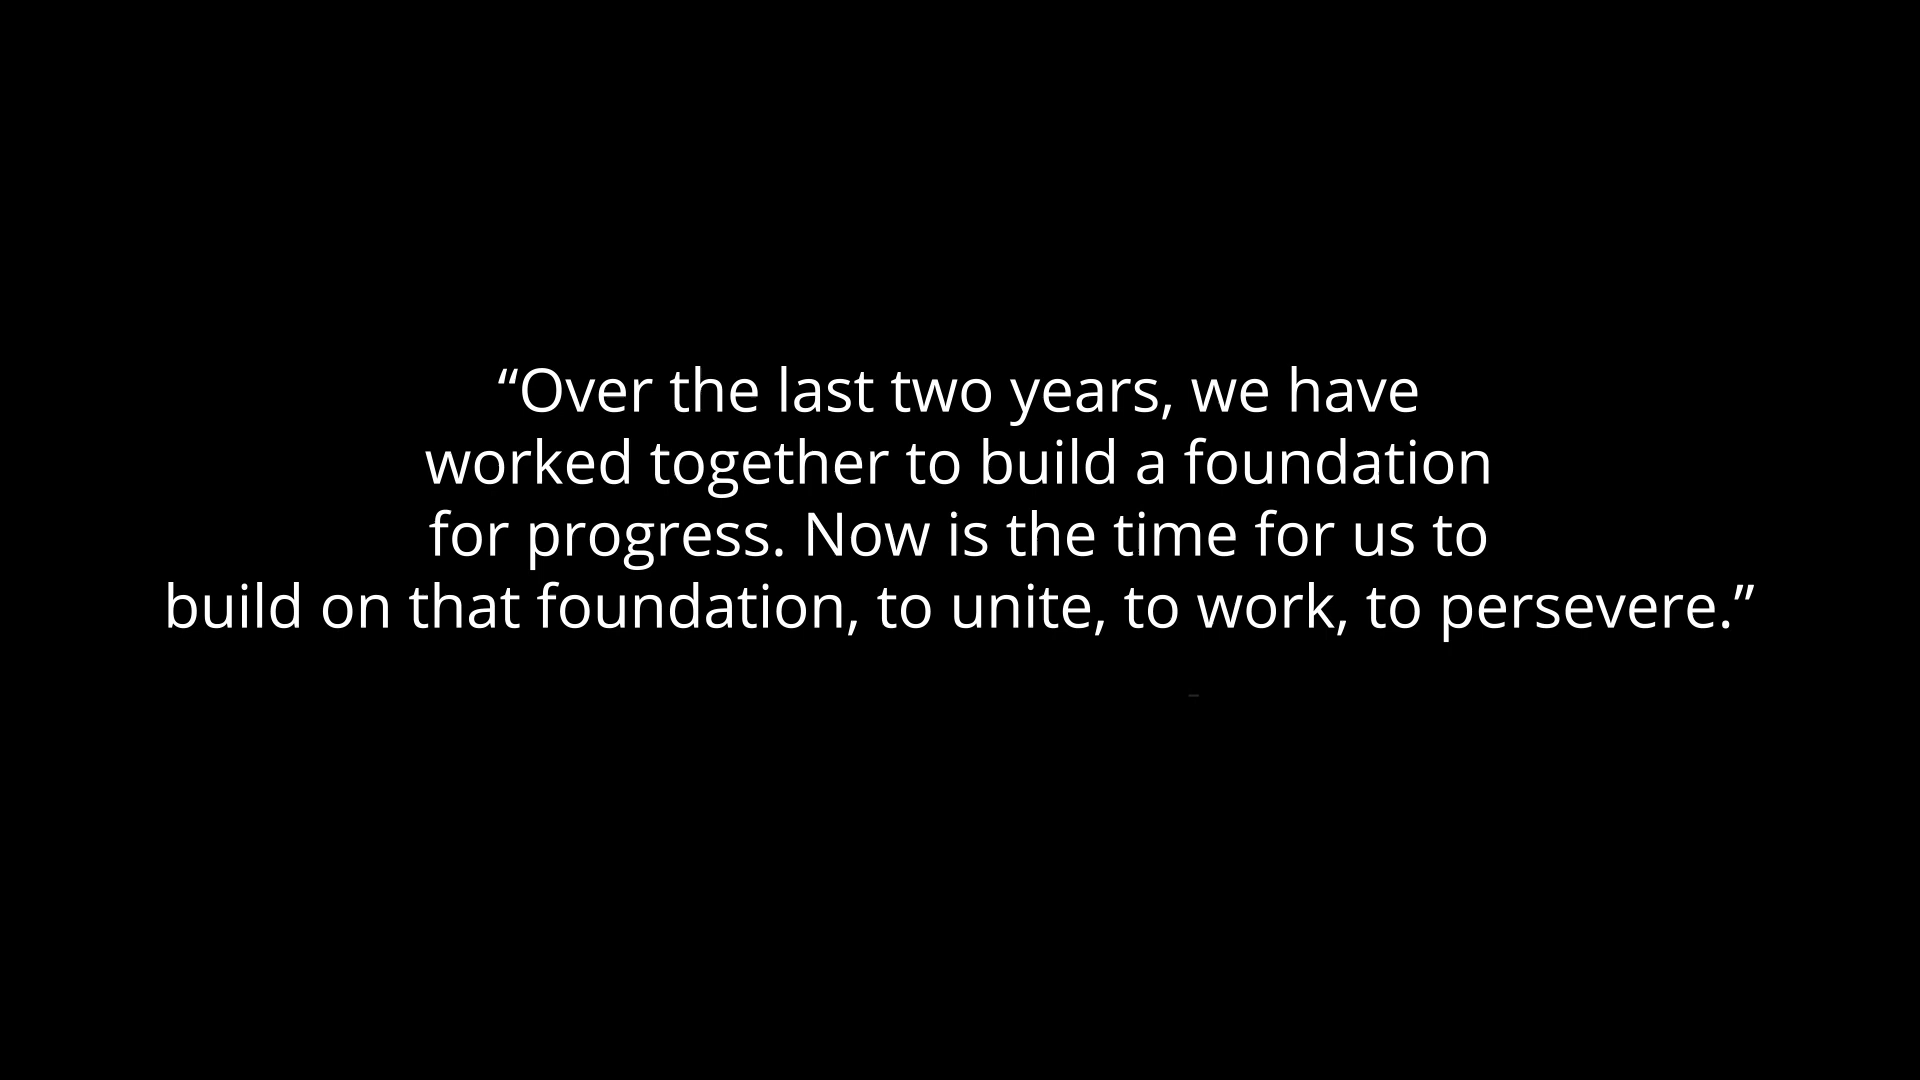 “Over the last two years, we have
worked together to build a foundation
for progress. Now is the time for us to
build on that foundation, to unite, to work, to persevere.”
-